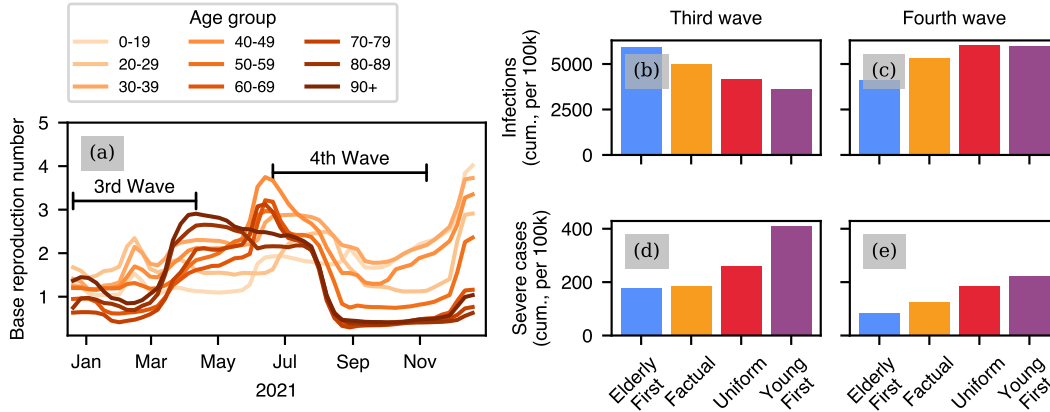 Age group
0-19
20-29
30-39
40-49
50-59
60-69
70-79
80-89
90+
Base reproduction number
5
4
3
2
1
(a)
3rd Wave
4th Wave
Jan
Mar
May
Jul
Sep
Nov
2021
Third wave
Fourth wave
Infections
(cum., per 100k)
5000
2500
0
(b)
(c)
Severe cases
(cum., per 100k)
400
200
0
(d)
(e)
Elderly
First
Factual
Uniform
Young
First
Elderly
First
Factual
Uniform
Young
First